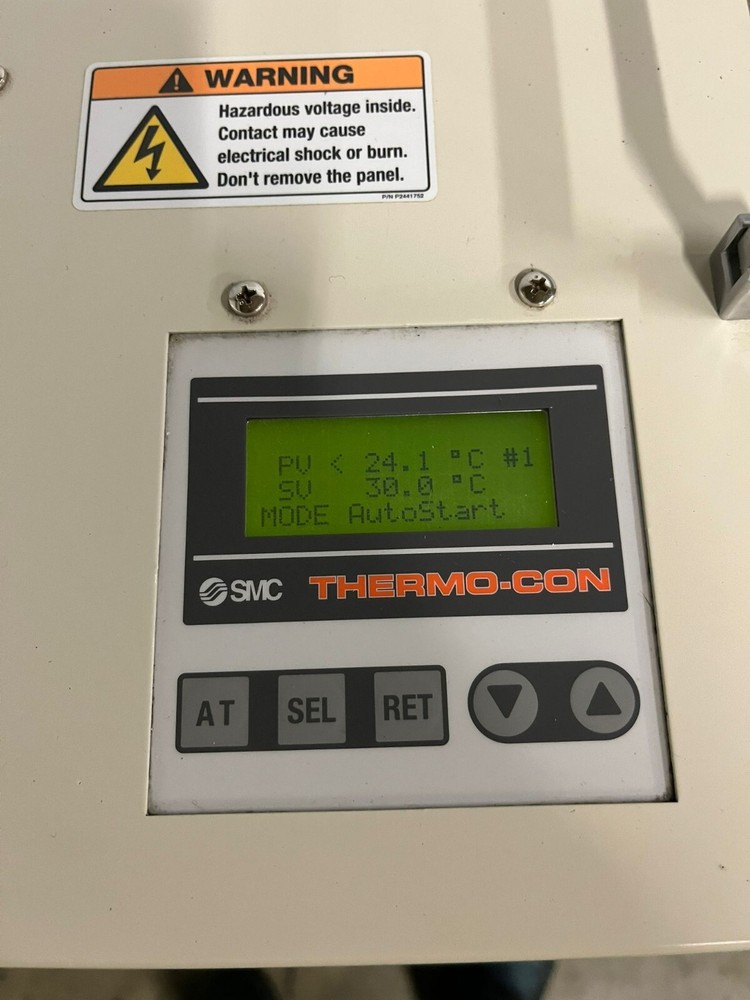 WARNING
Hazardous voltage inside.
Contact may cause
electrical shock or burn.
Don't remove the panel.
P/N P2441752
PV < 24.1 °C #1
SV 30.0 °C
MODE AutoStart
SMC THERMO-CON
AT SEL RET